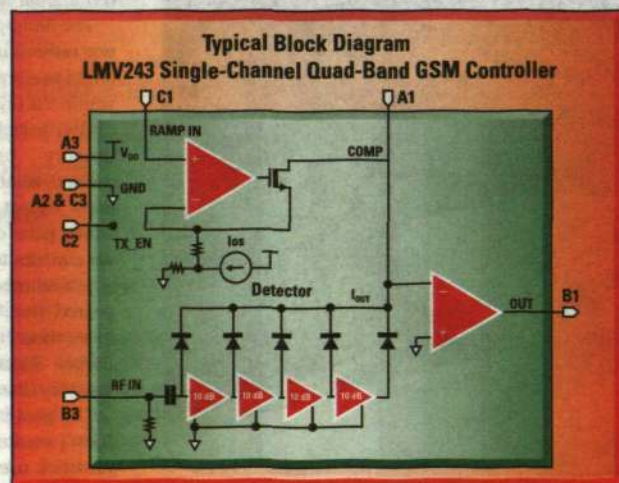 Typical Block Diagram
LMV243 Single-Channel Quad-Band GSM Controller
C1
A1
RAMP IN
COMP
A3
VDD
GND
A2 & C3
C2
TX_EN
Ios
Detector
IOUT
OUT
B1
RF IN
B3
10 dB
10 dB
10 dB
10 dB
+
−
−
+